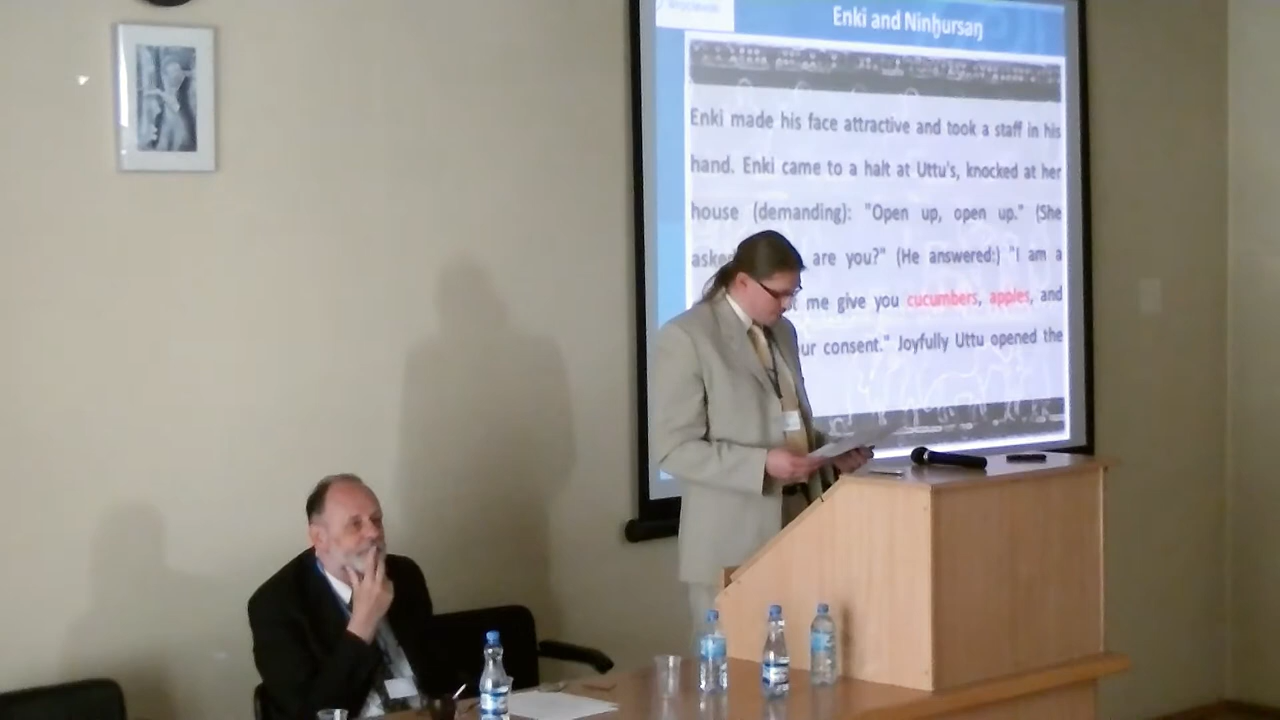 Enki and Ninḫursaŋ
Enki made his face attractive and took a staff in his
hand. Enki came to a halt at Uttu's, knocked at her
house (demanding): "Open up, open up." (She
are you?" (He answered:) "I am a
me give you cucumbers, apples, and
consent." Joyfully Uttu opened the